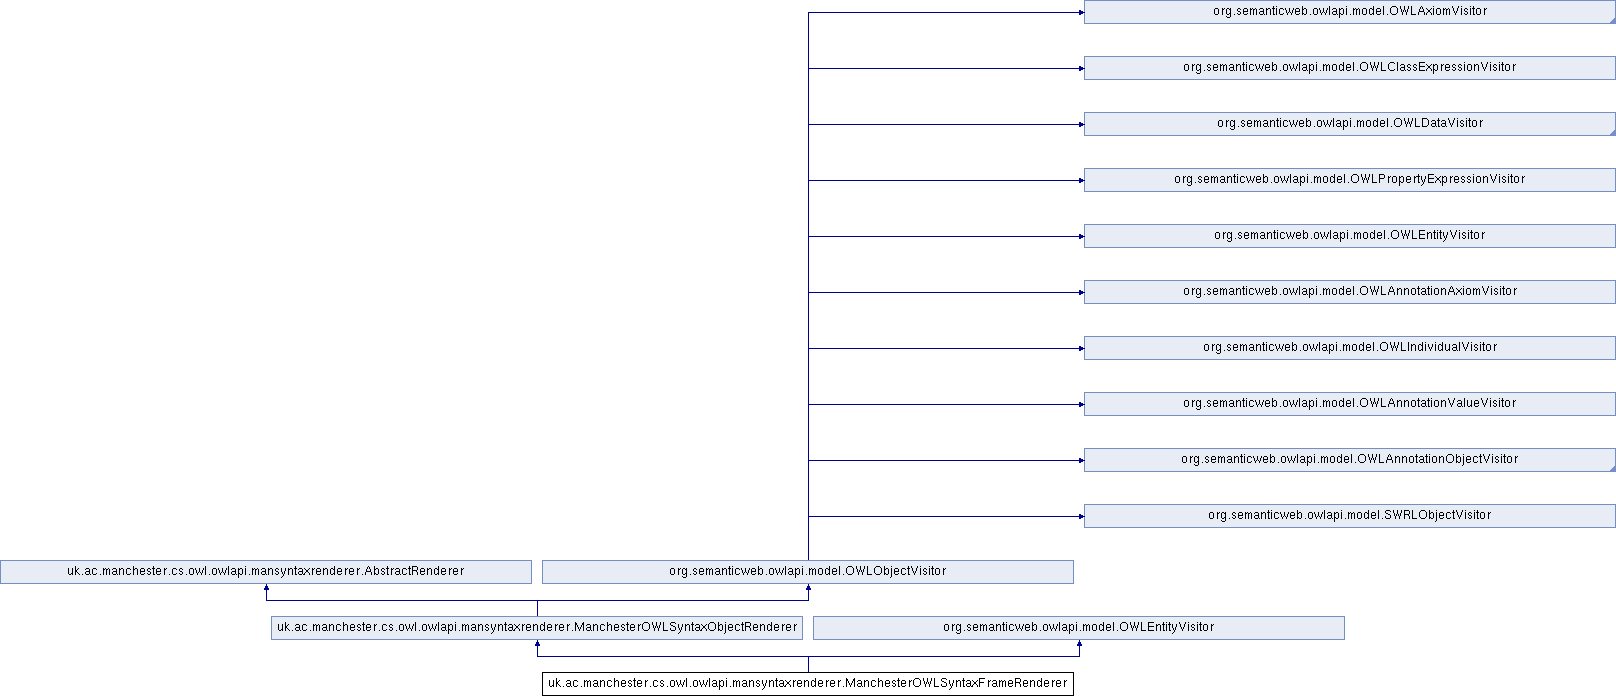 org.semanticweb.owlapi.model.OWLAxiomVisitor
org.semanticweb.owlapi.model.OWLClassExpressionVisitor
org.semanticweb.owlapi.model.OWLDataVisitor
org.semanticweb.owlapi.model.OWLPropertyExpressionVisitor
org.semanticweb.owlapi.model.OWLEntityVisitor
org.semanticweb.owlapi.model.OWLAnnotationAxiomVisitor
org.semanticweb.owlapi.model.OWLIndividualVisitor
org.semanticweb.owlapi.model.OWLAnnotationValueVisitor
org.semanticweb.owlapi.model.OWLAnnotationObjectVisitor
org.semanticweb.owlapi.model.SWRLObjectVisitor
uk.ac.manchester.cs.owl.owlapi.mansyntaxrenderer.AbstractRenderer
org.semanticweb.owlapi.model.OWLObjectVisitor
uk.ac.manchester.cs.owl.owlapi.mansyntaxrenderer.ManchesterOWLSyntaxObjectRenderer
org.semanticweb.owlapi.model.OWLEntityVisitor
uk.ac.manchester.cs.owl.owlapi.mansyntaxrenderer.ManchesterOWLSyntaxFrameRenderer